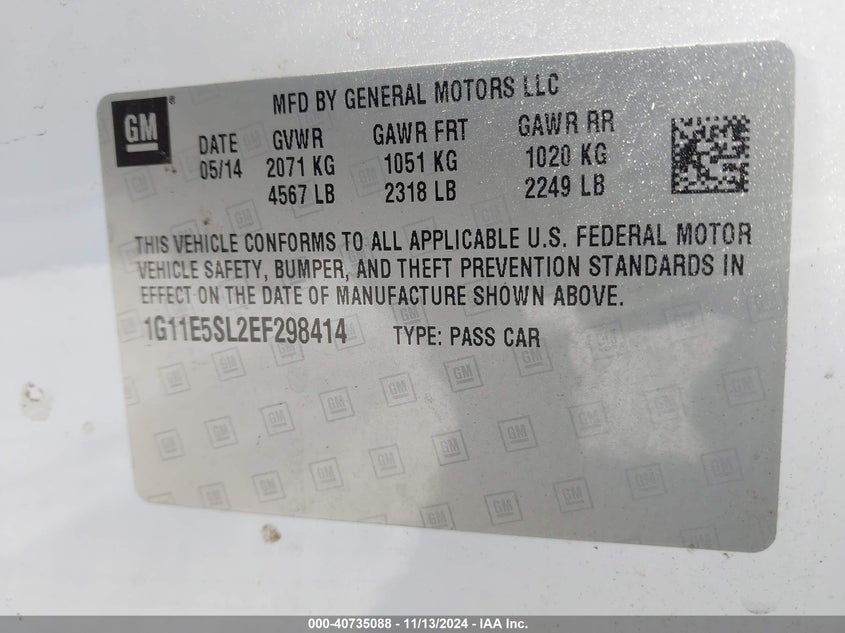 MFD BY GENERAL MOTORS LLC
GM®
DATE GVWR GAWR FRT GAWR RR
05/14 2071 KG 1051 KG 1020 KG
4567 LB 2318 LB 2249 LB
THIS VEHICLE CONFORMS TO ALL APPLICABLE U.S. FEDERAL MOTOR
VEHICLE SAFETY, BUMPER, AND THEFT PREVENTION STANDARDS IN
EFFECT ON THE DATE OF MANUFACTURE SHOWN ABOVE.
1G11E5SL2EF298414 TYPE: PASS CAR
000-40735088 - 11/13/2024 - IAA Inc.